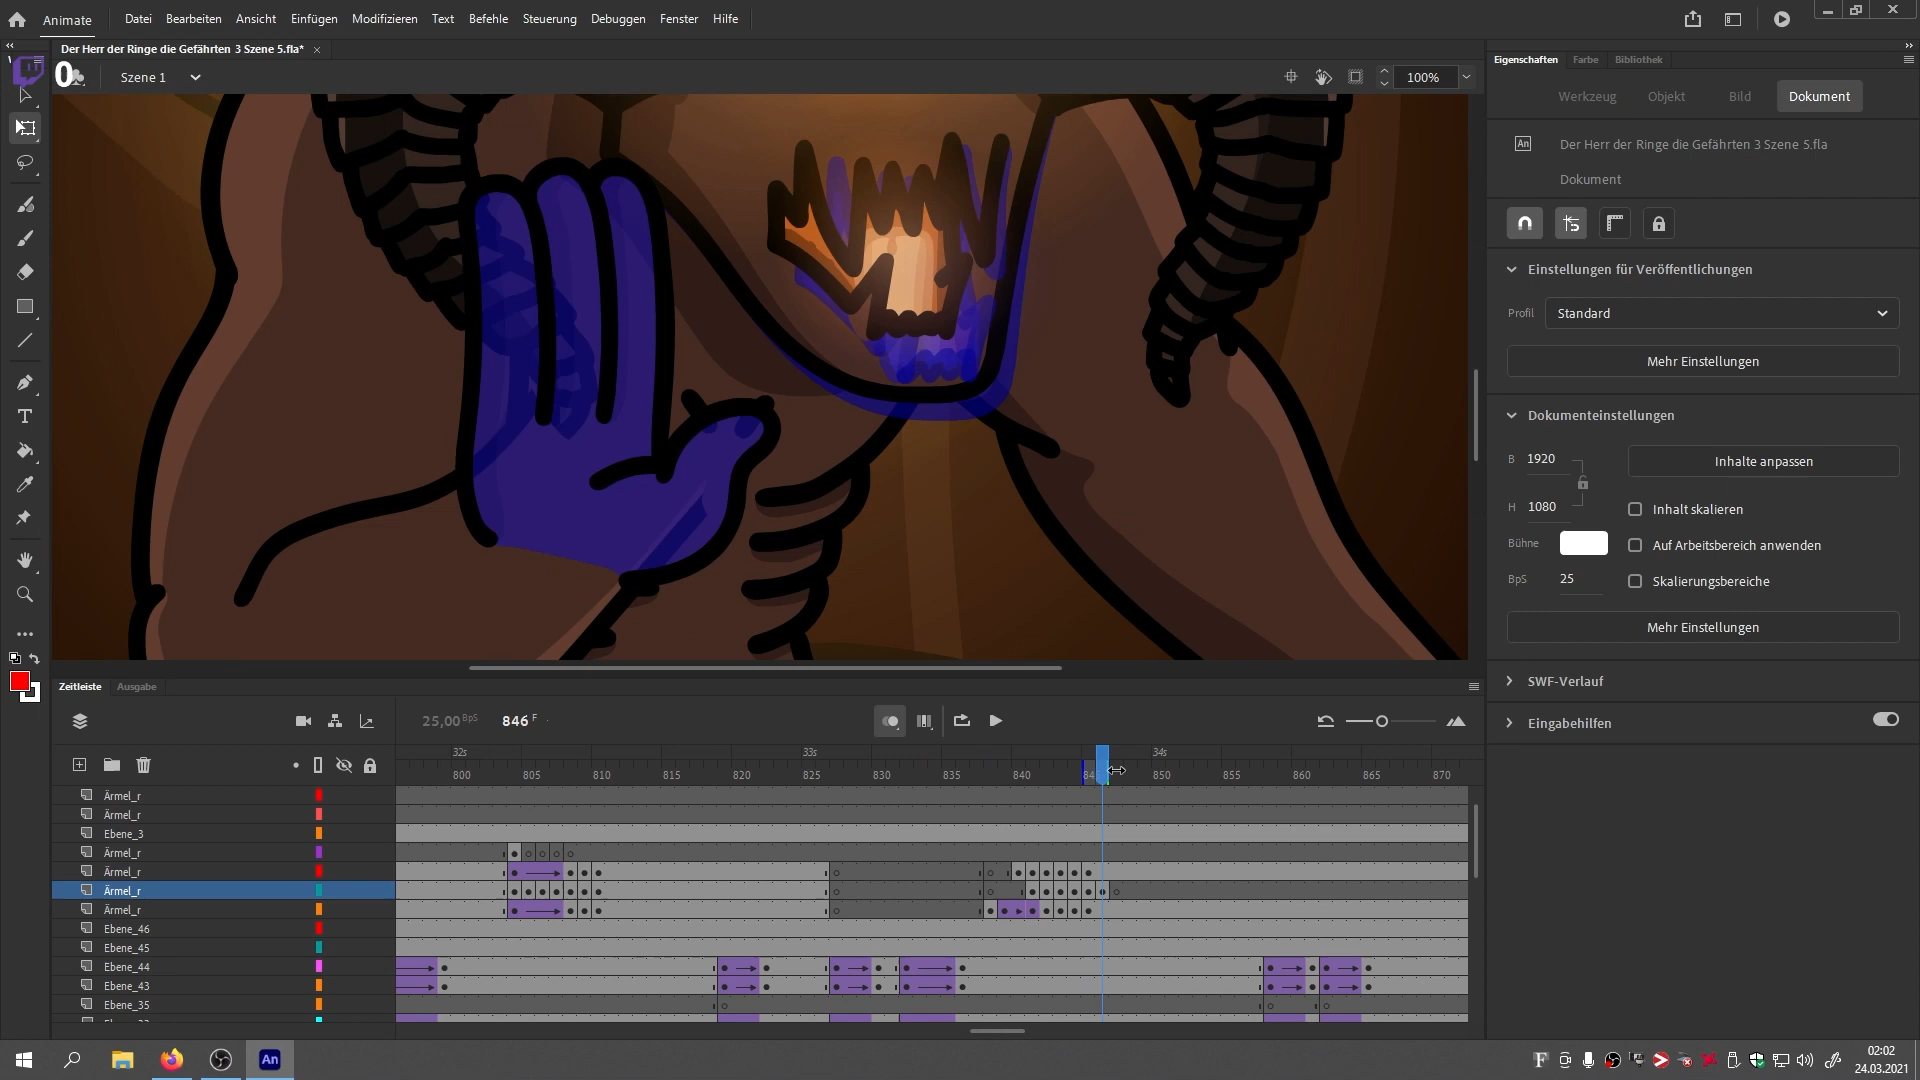 Animate
Datei Bearbeiten Ansicht Einfügen Modifizieren Text Befehle Steuerung Debuggen Fenster Hilfe
Der Herr der Ringe die Gefährten 3 Szene 5.fla*
0
Szene 1
100%
Eigenschaften Farbe Bibliothek
Werkzeug Objekt Bild Dokument
An Der Herr der Ringe die Gefährten 3 Szene 5.fla
Dokument
Einstellungen für Veröffentlichungen
Profil Standard
Mehr Einstellungen
Dokumenteinstellungen
B 1920
Inhalte anpassen
H 1080
Inhalt skalieren
Bühne
Auf Arbeitsbereich anwenden
BpS 25
Skalierungsbereiche
Mehr Einstellungen
SWF-Verlauf
Eingabehilfen
Zeitleiste Ausgabe
25,00 BpS 846 F
32s 33s 34s
800 805 810 815 820 825 830 835 840 850 855 860 865 870
Ärmel_r
Ärmel_r
Ebene_3
Ärmel_r
Ärmel_r
Ärmel_r
Ärmel_r
Ebene_46
Ebene_45
Ebene_44
Ebene_43
Ebene_35
An
02:02
24.03.2021